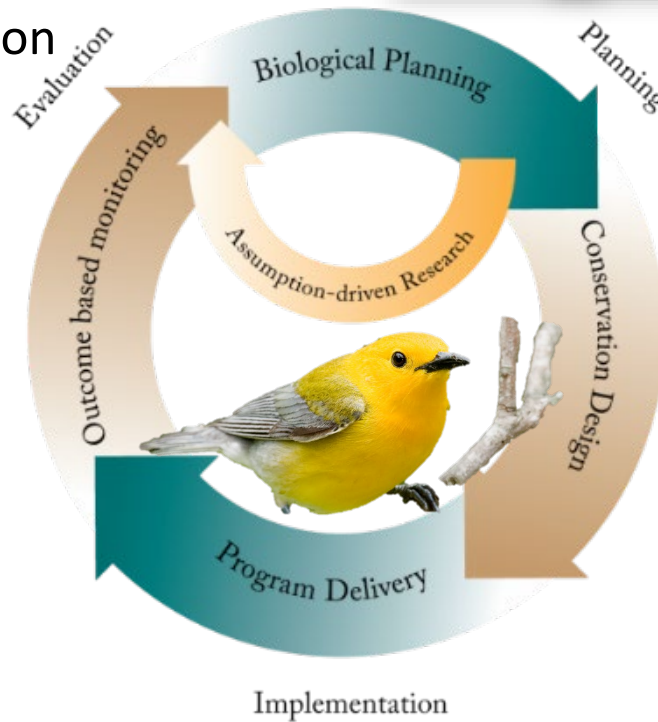 on
Evaluation
Planning
Biological Planning
Outcome based monitoring
Assumption-driven Research
Conservation Design
Program Delivery
Implementation